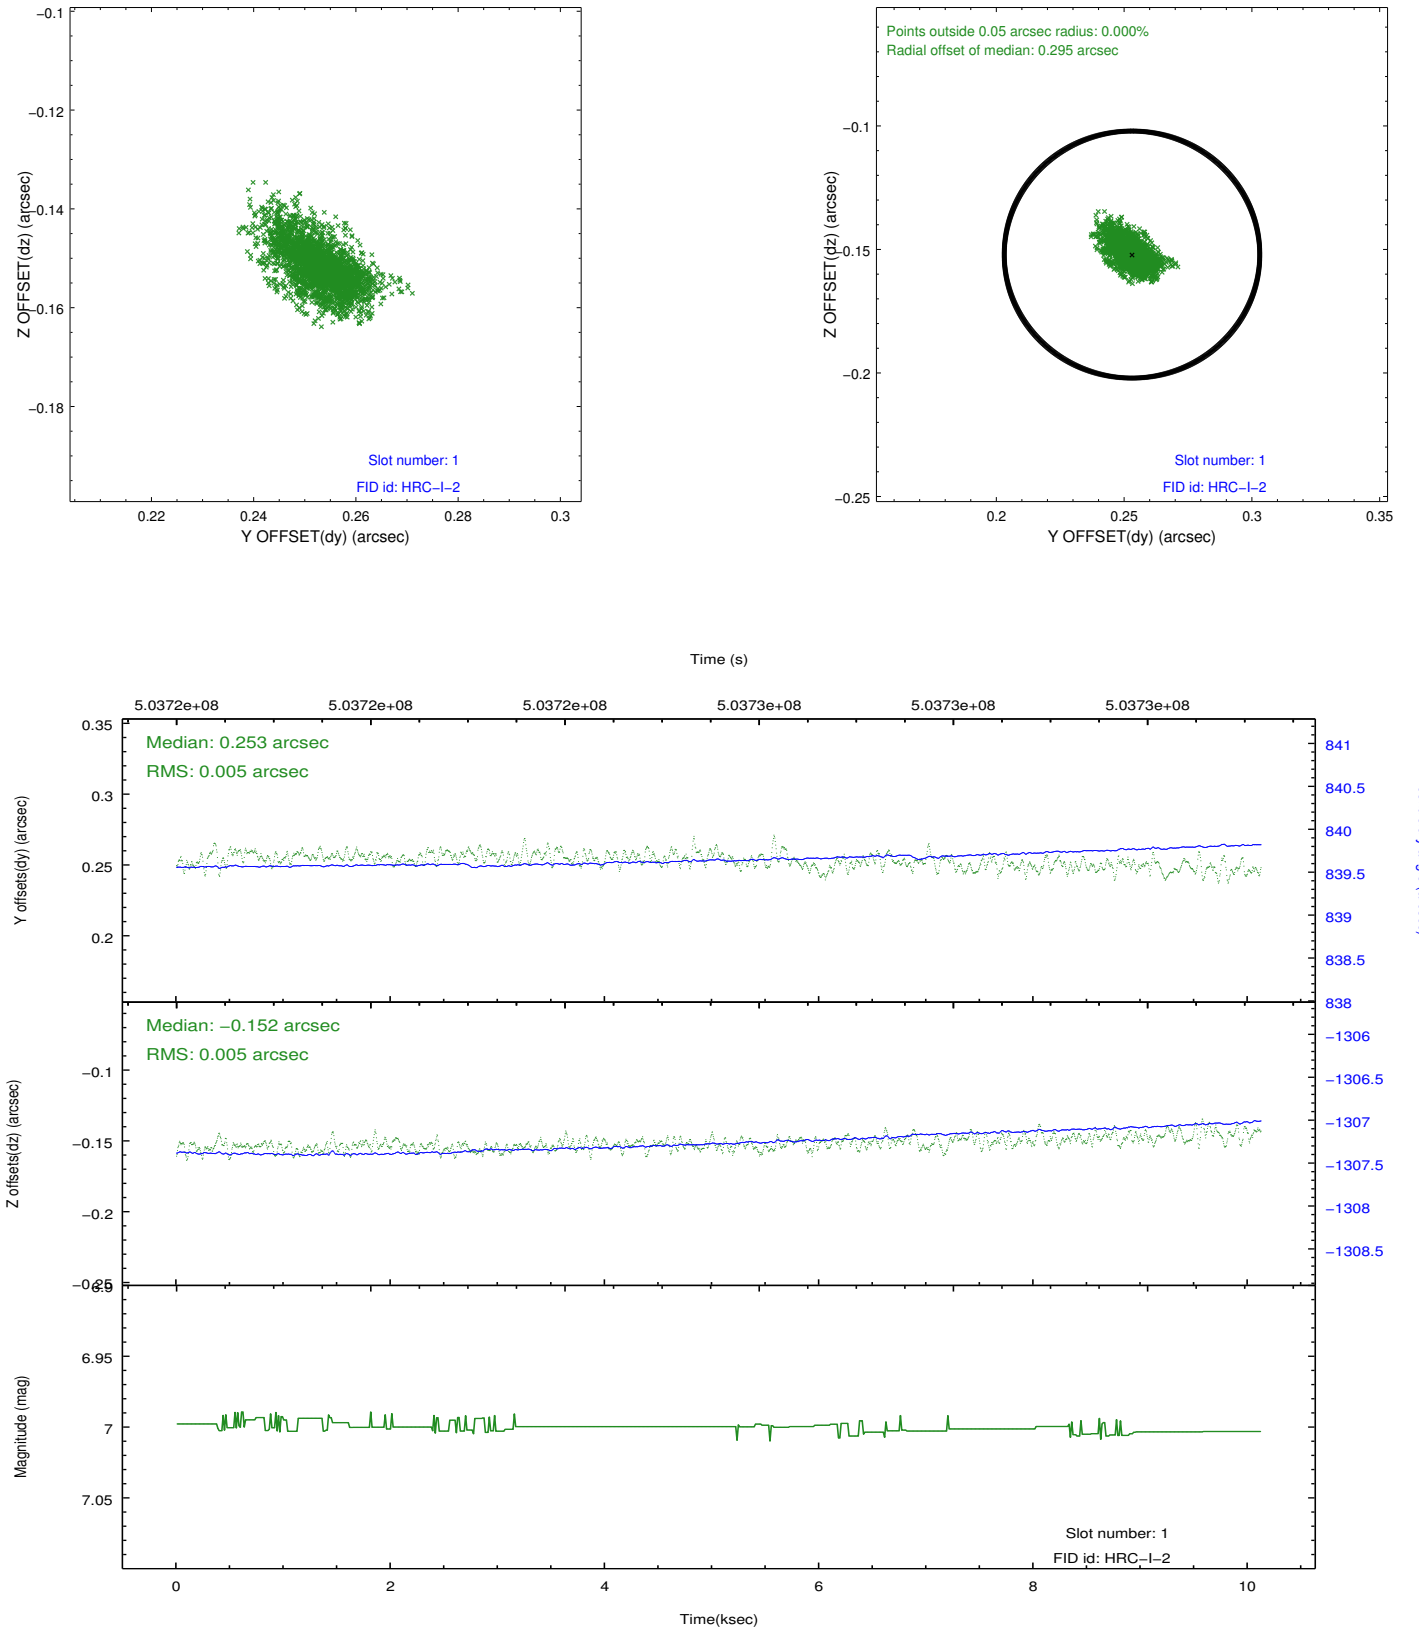 −0.1
−0.12
−0.14
−0.16
−0.18
Z OFFSET(dz) (arcsec)
Slot number: 1
FID id: HRC−I−2
0.22
0.24
0.26
0.28
0.3
Y OFFSET(dy) (arcsec)
Points outside 0.05 arcsec radius: 0.000%
Radial offset of median: 0.295 arcsec
−0.1
−0.15
−0.2
−0.25
Z OFFSET(dz) (arcsec)
Slot number: 1
FID id: HRC−I−2
0.2
0.25
0.3
0.35
Y OFFSET(dy) (arcsec)
Time (s)
5.0372e+08
5.0372e+08
5.0372e+08
5.0373e+08
5.0373e+08
5.0373e+08
0.35
0.3
0.25
0.2
Y offsets(dy) (arcsec)
Median: 0.253 arcsec
RMS: 0.005 arcsec
841
840.5
840
839.5
839
838.5
838
Median: −0.152 arcsec
RMS: 0.005 arcsec
−0.1
−0.15
−0.2
−0.25
Z offsets(dz) (arcsec)
−1306
−1306.5
−1307
−1307.5
−1308
−1308.5
6.9
6.95
7
7.05
Magnitude (mag)
Slot number: 1
FID id: HRC−I−2
0
2
4
6
8
10
Time(ksec)